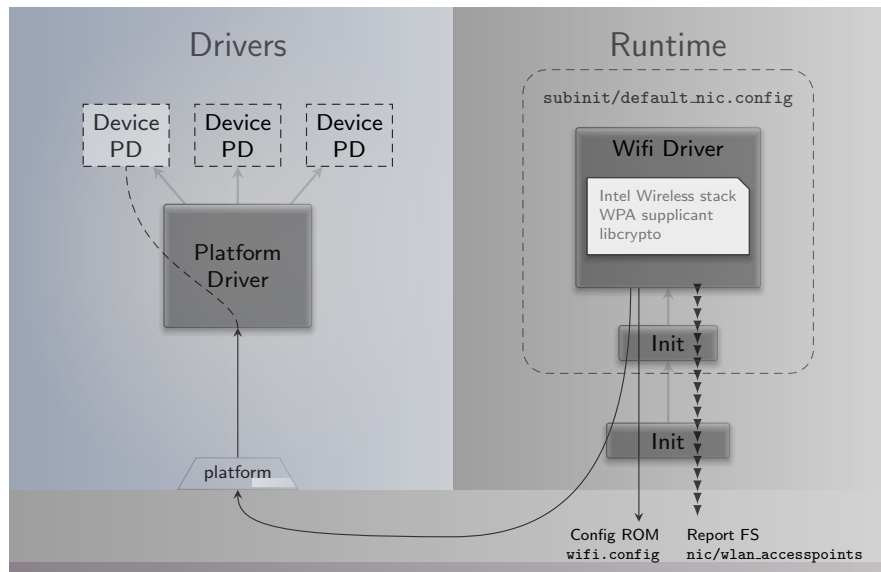 Drivers
Runtime
subinit/default_nic.config
Device
PD
Device
PD
Device
PD
Wifi Driver
Intel Wireless stack
WPA supplicant
libcrypto
Platform
Driver
Init
Init
platform
Config ROM
wifi.config
Report FS
nic/wlan_accesspoints